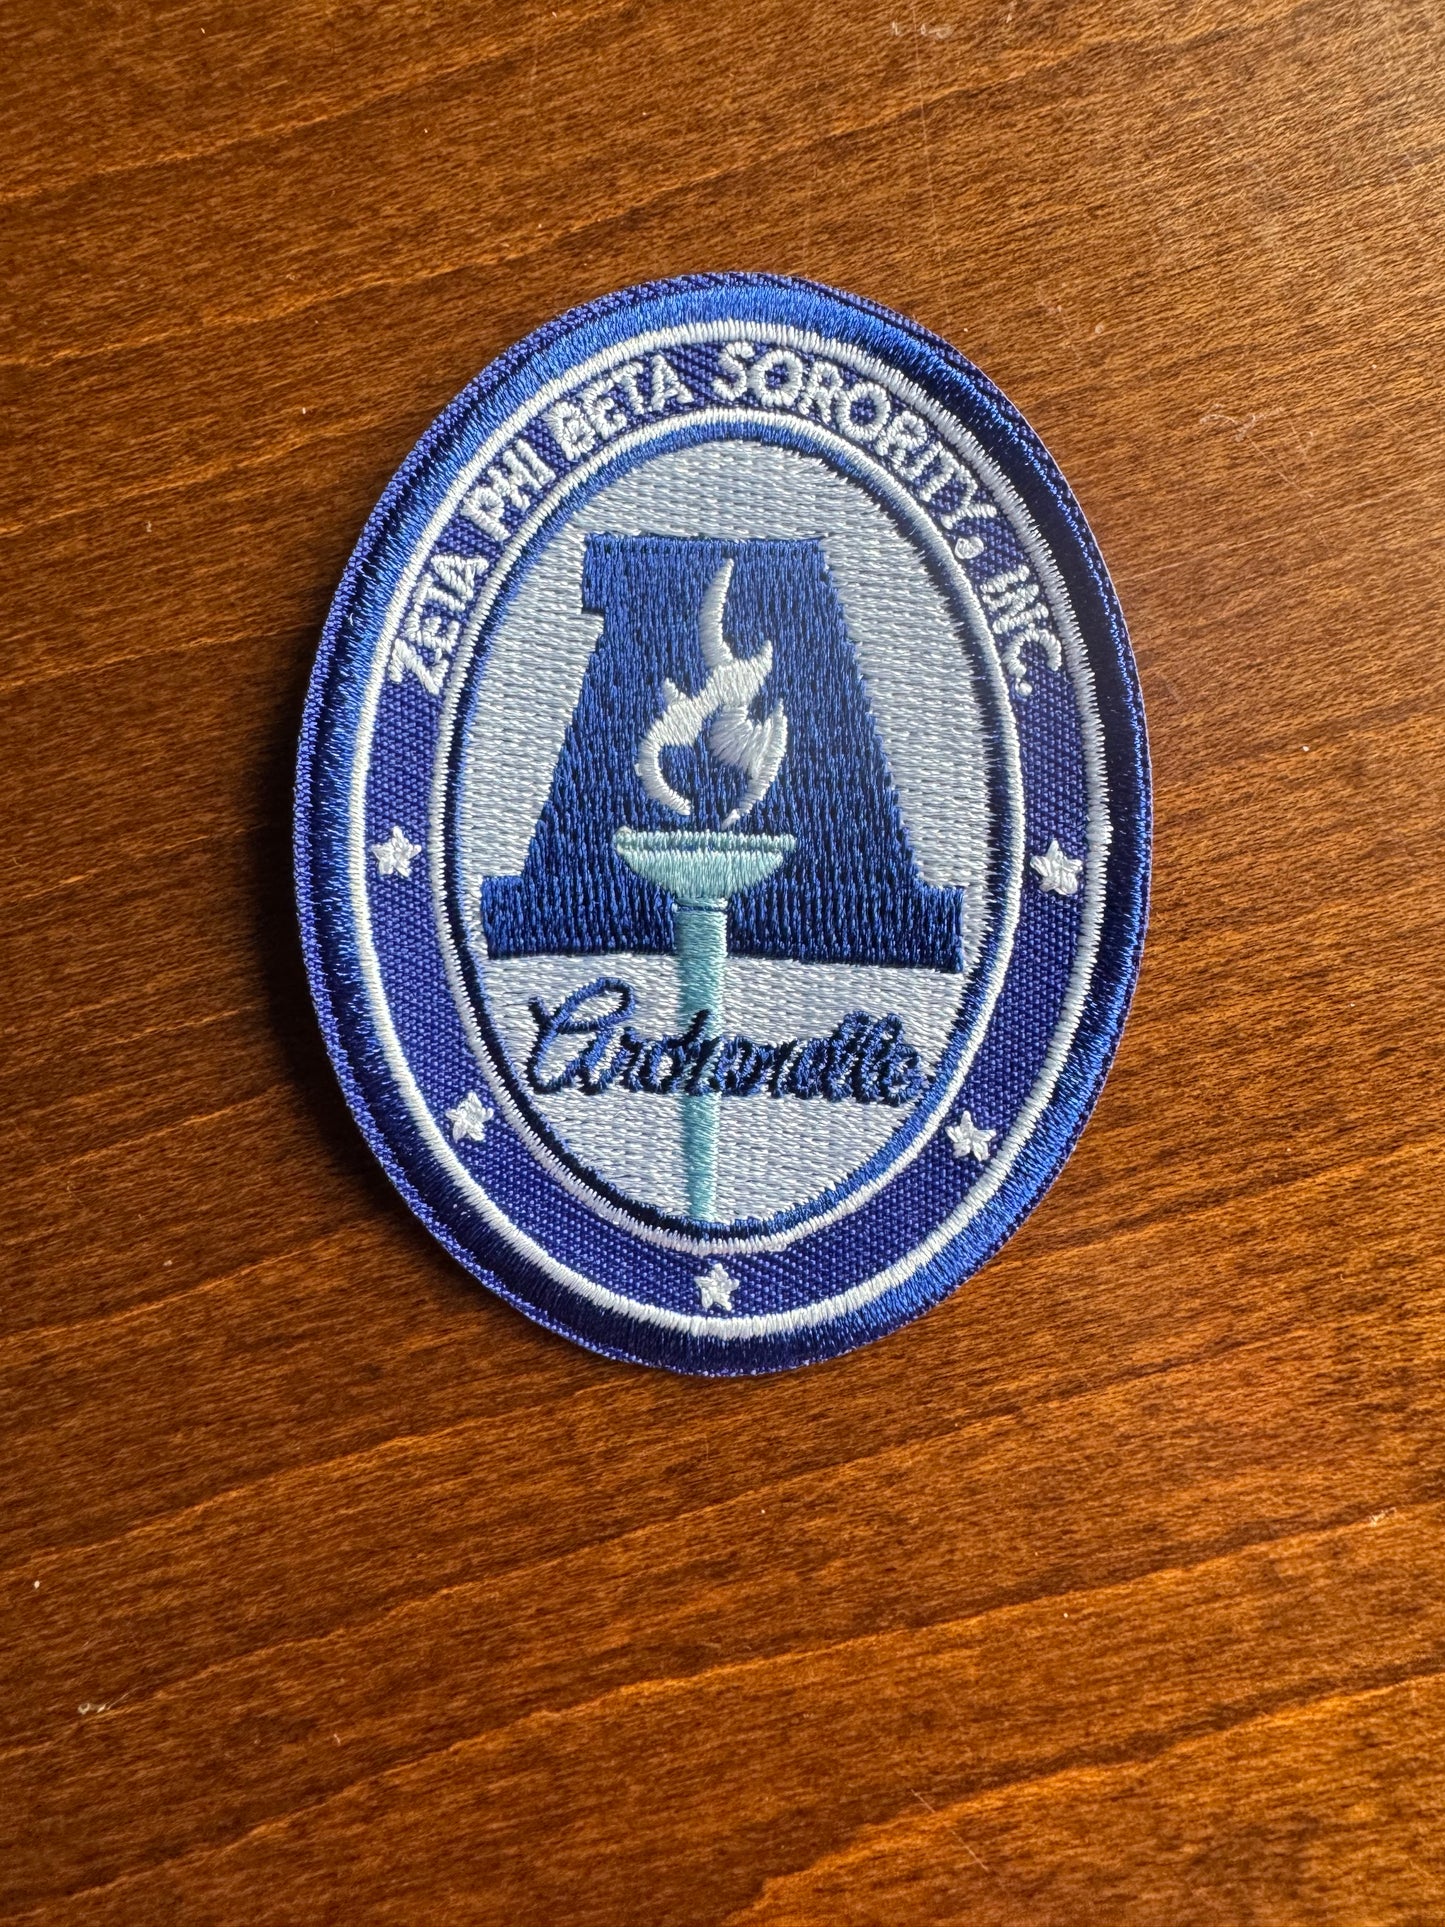 ZETA PHI BETA SORORITY, INC.
A
Archonette